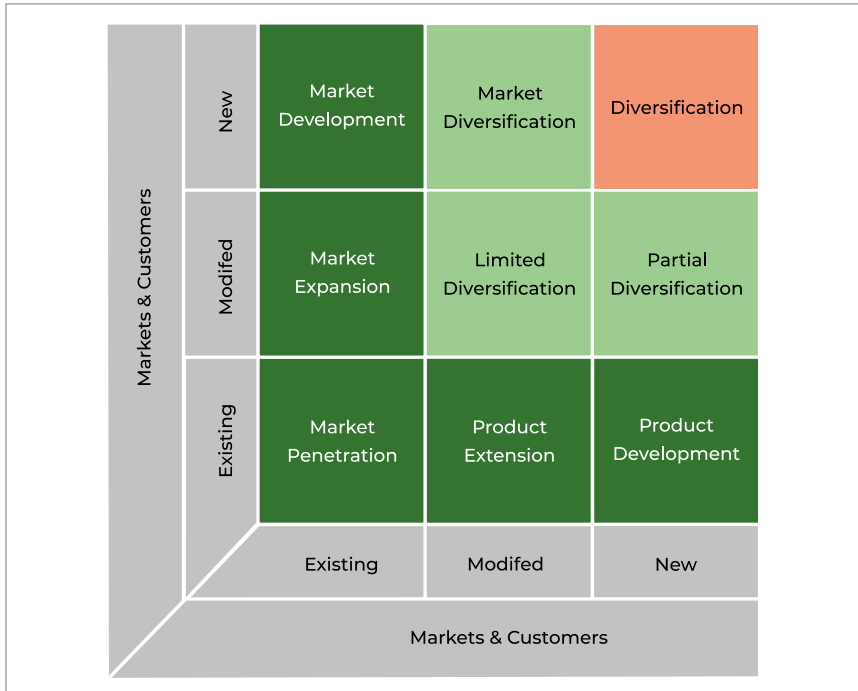 Markets & Customers
New
Market
Development
Market
Diversification
Diversification
Modifed
Market
Expansion
Limited
Diversification
Partial
Diversification
Existing
Market
Penetration
Product
Extension
Product
Development
Existing
Modifed
New
Markets & Customers